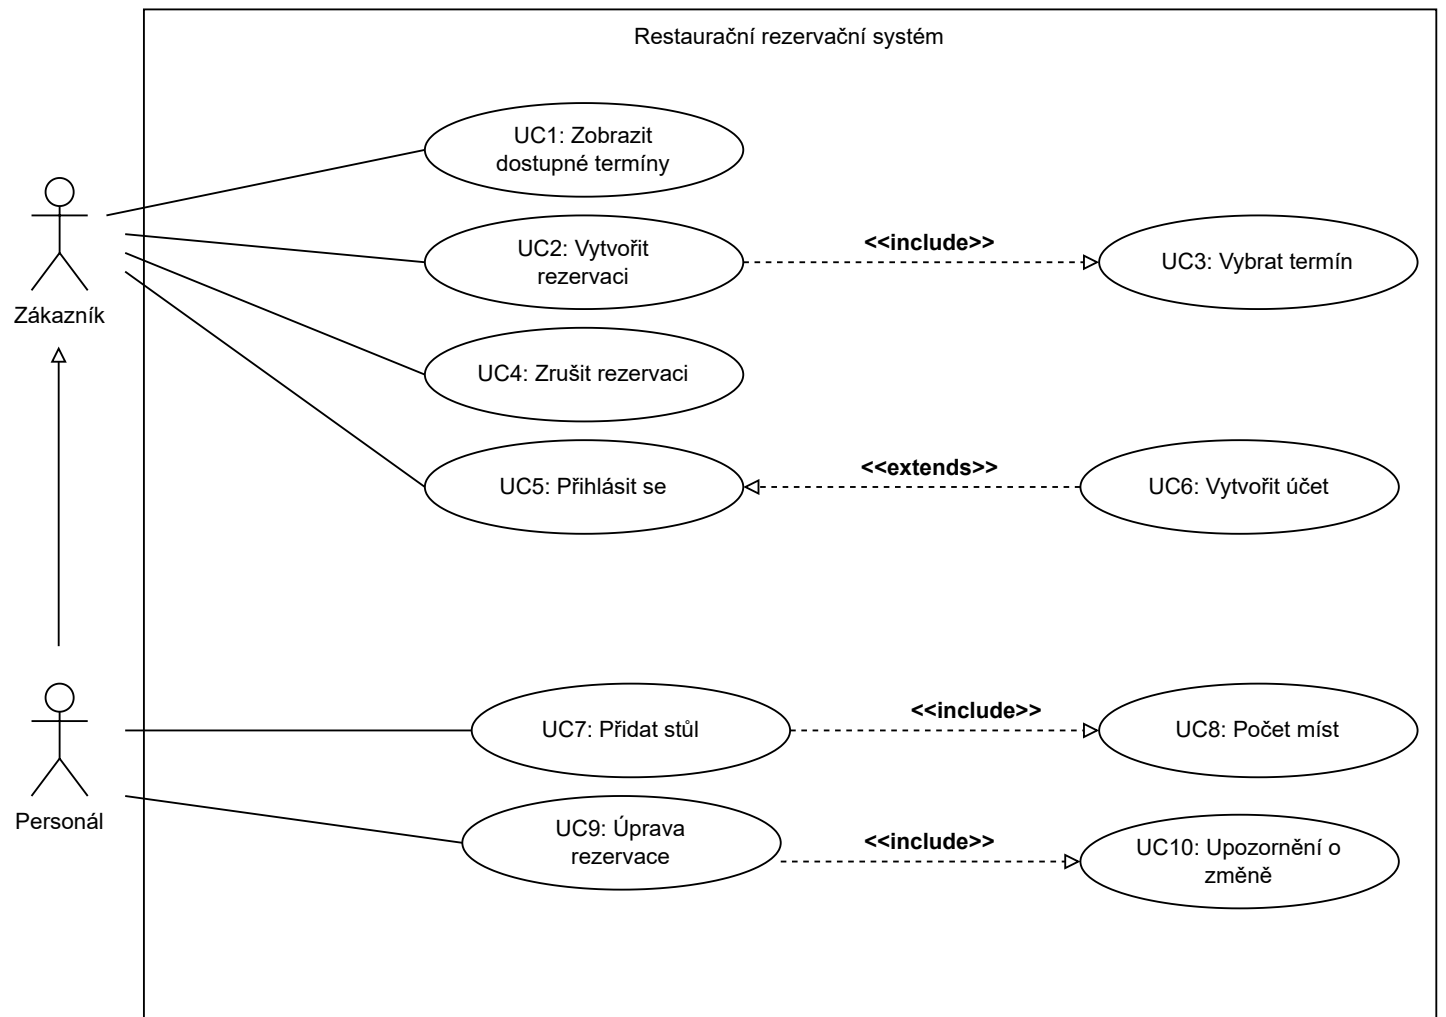 Restaurační rezervační systém
UC1: Zobrazit
dostupné termíny
UC2: Vytvořit
rezervaci
<<include>>
UC3: Vybrat termín
Zákazník
UC4: Zrušit rezervaci
UC5: Přihlásit se
<<extends>>
UC6: Vytvořit účet
UC7: Přidat stůl
<<include>>
UC8: Počet míst
Personál
UC9: Úprava
rezervace
<<include>>
UC10: Upozornění o
změně